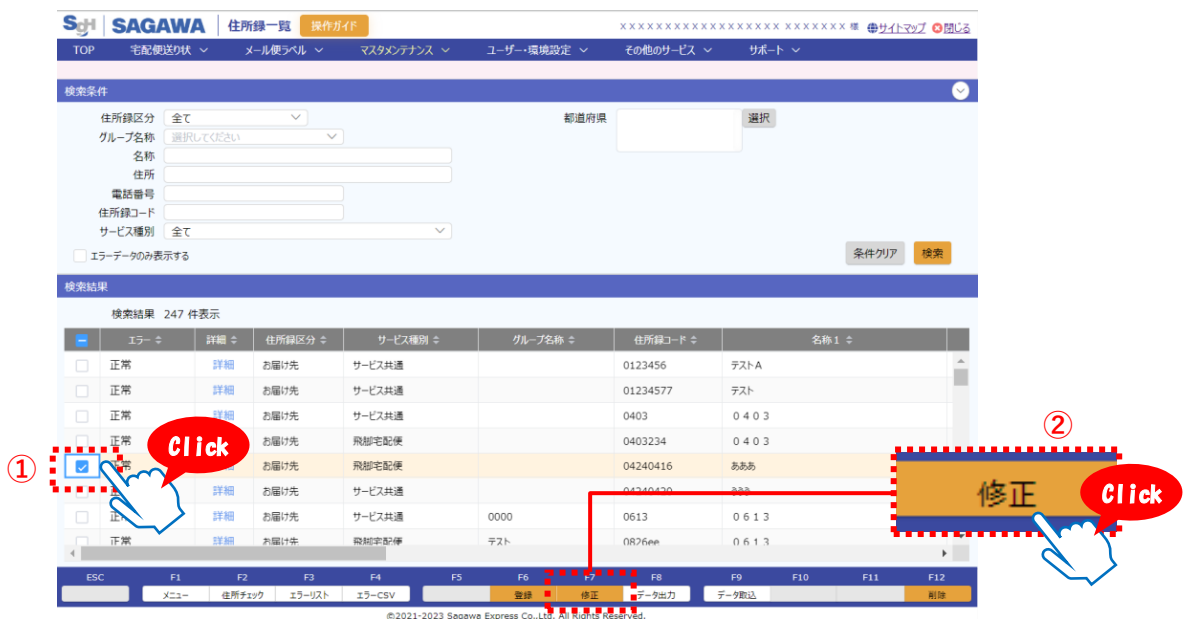 SGH SAGAWA 住所録一覧 操作ガイド ××××××××××××××××××× ××××××× 様 サイトマップ 閉じる
TOP 宅配便送り状 メール便ラベル マスタメンテナンス ユーザー・環境設定 その他のサービス サポート
検索条件
住所録区分 全て 都道府県 選択
グループ名称 選択してください
名称
住所
電話番号
住所録コード
サービス種別 全て
エラーデータのみ表示する 条件クリア 検索
検索結果
検索結果 247 件表示
エラー 詳細 住所録区分 サービス種別 グループ名称 住所録コード 名称1
正常 詳細 お届け先 サービス共通 0123456 テストA
正常 詳細 お届け先 サービス共通 01234577 テスト
正常 詳細 お届け先 サービス共通 0403 0403
正常 お届け先 飛脚宅配便 0403234 0403
Click
②
① 正常 お届け先 飛脚宅配便 04240416 あああ
詳細 お届け先 サービス共通 04240420
修正 Click
詳細 お届け先 サービス共通 0000 0613 0613
正常 詳細 お届け先 飛脚宅配便 テスト 0826ee 0613
ESC F1 F2 F3 F4 F5 F6 F7 F8 F9 F10 F11 F12
メニュー 住所チェック エラーリスト エラーCSV 登録 修正 データ出力 データ取込 削除
©2021-2023 Sagawa Express Co.,Ltd. All Rights Reserved.